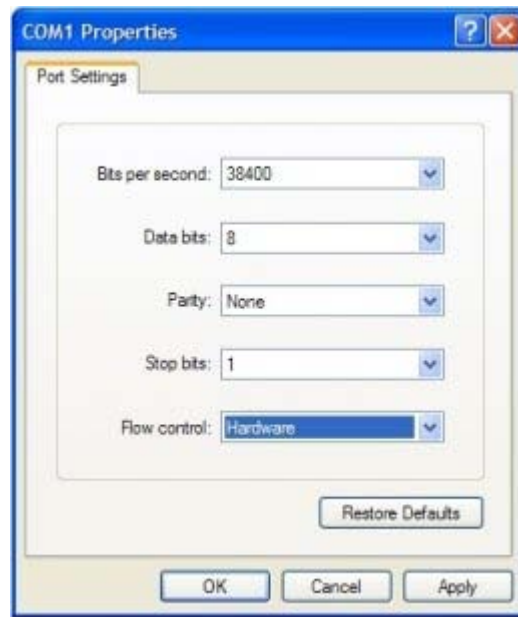 COM1 Properties
Port Settings
Bits per second: 38400
Data bits: 8
Parity: None
Stop bits: 1
Flow control: Hardware
Restore Defaults
OK Cancel Apply